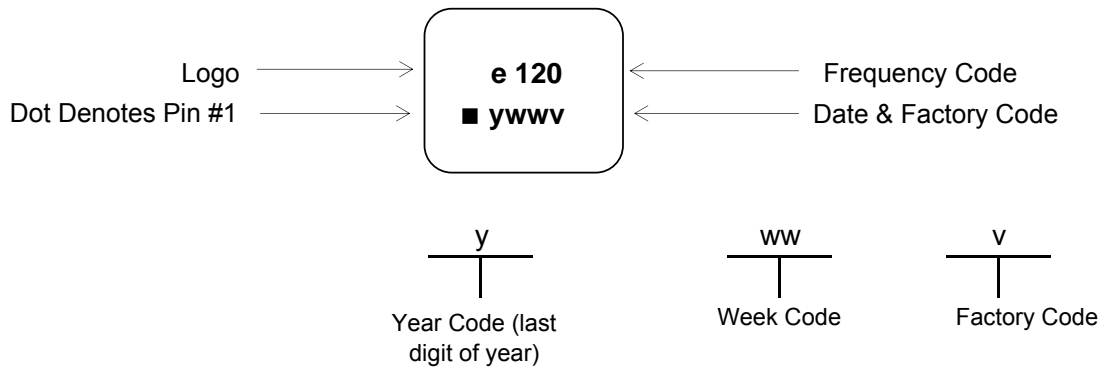 Logo
e 120
Frequency Code
Dot Denotes Pin #1
■ ywwv
Date & Factory Code
y
ww
v
Year Code (last
digit of year)
Week Code
Factory Code